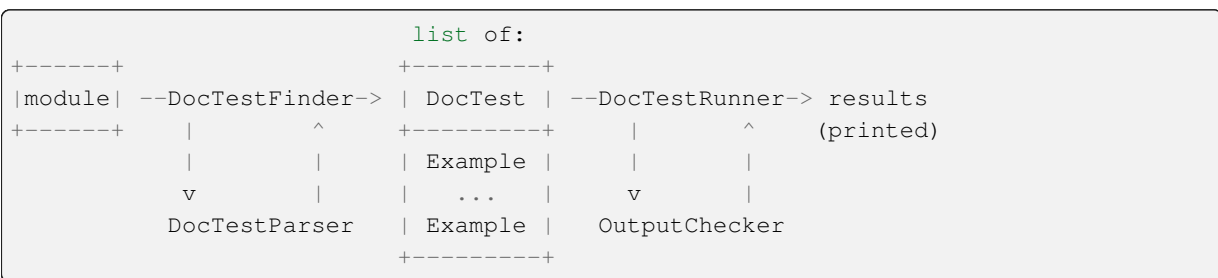 list of:
+------+                   +---------+
|module| --DocTestFinder-> | DocTest | --DocTestRunner-> results
+------+    |        ^     +---------+     |       ^    (printed)
            |        |     | Example |     |       |
            v        |     |   ...   |     v       |
           DocTestParser   | Example |   OutputChecker
                           +---------+